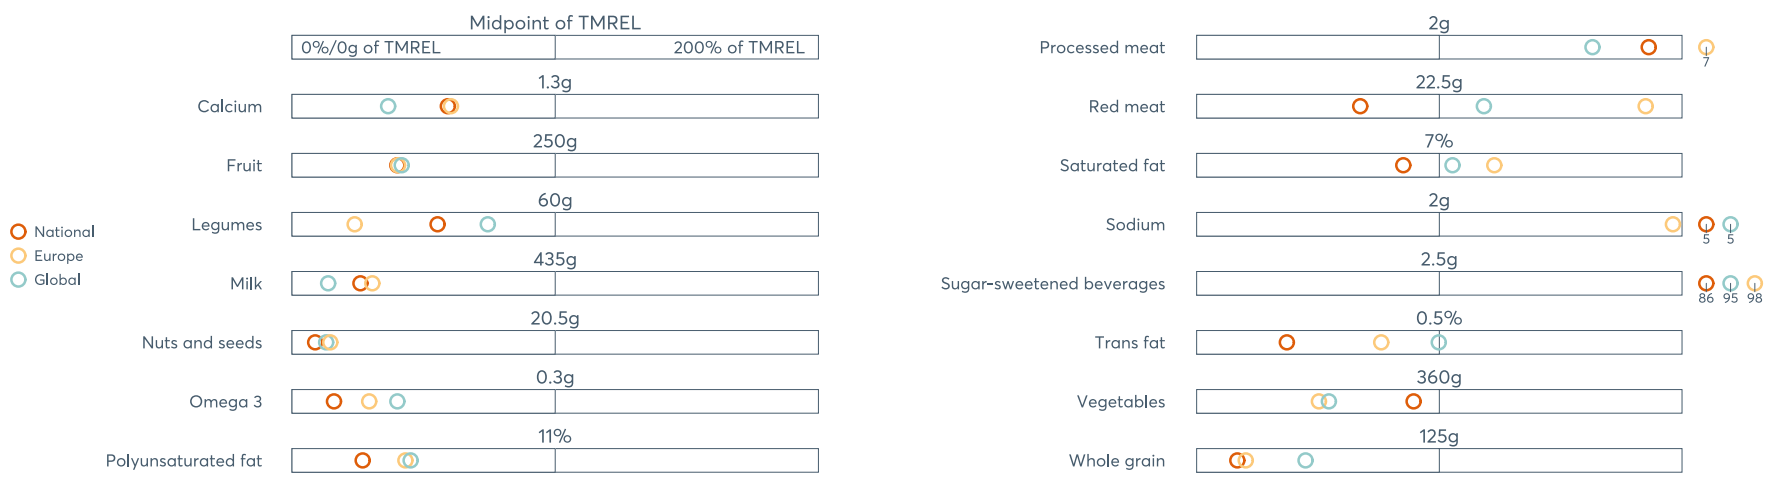 Midpoint of TMREL
0%/0g of TMREL 200% of TMREL
1.3g
Calcium
250g
Fruit
60g
Legumes
435g
Milk
20.5g
Nuts and seeds
0.3g
Omega 3
11%
Polyunsaturated fat
National
Europe
Global
2g
Processed meat
7
22.5g
Red meat
7%
Saturated fat
2g
Sodium
5 5
2.5g
Sugar-sweetened beverages
86 95 98
0.5%
Trans fat
360g
Vegetables
125g
Whole grain